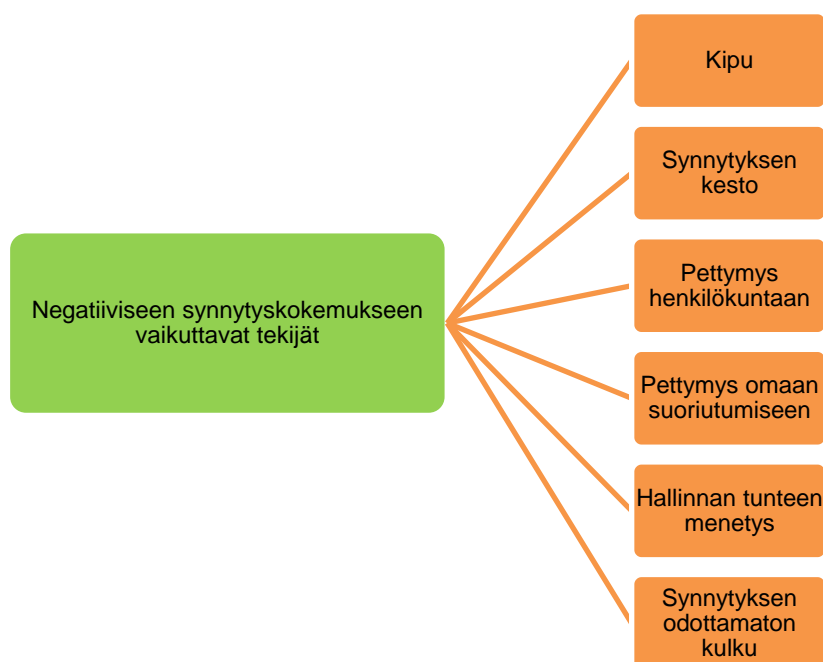 Kipu
Synnytyksen
kesto
Negatiiviseen synnytyskokemukseen
vaikuttavat tekijät
Pettymys
henkilökuntaan
Pettymys omaan
suoriutumiseen
Hallinnan tunteen
menetys
Synnytyksen
odottamaton
kulku